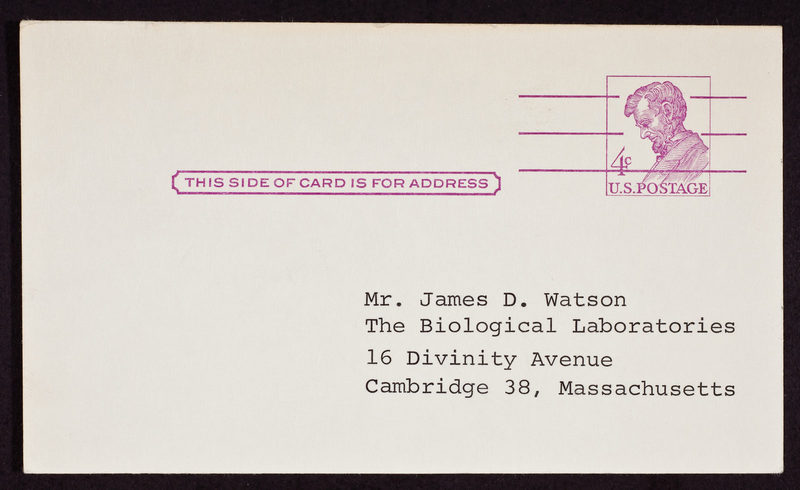 4c
U.S.POSTAGE
THIS SIDE OF CARD IS FOR ADDRESS
Mr. James D. Watson
The Biological Laboratories
16 Divinity Avenue
Cambridge 38, Massachusetts